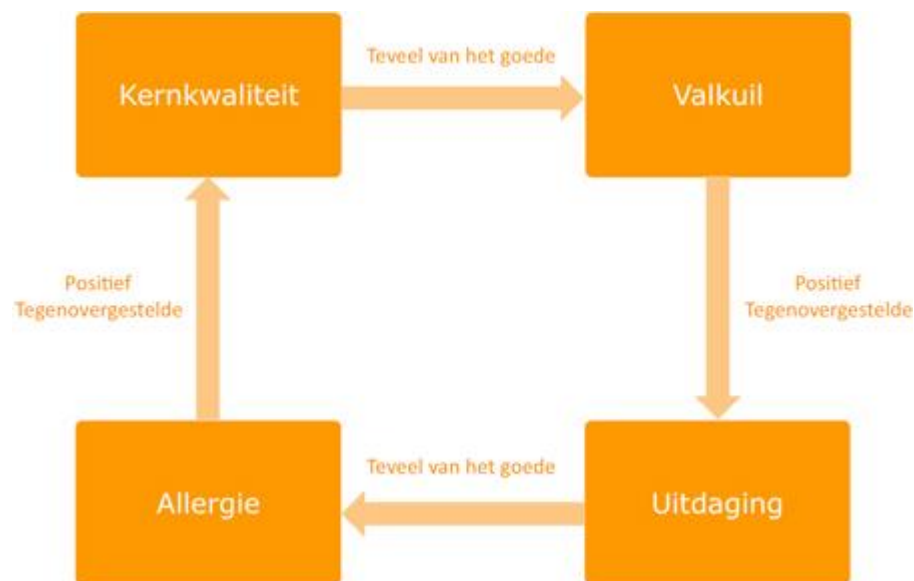 Teveel van het goede
Kernkwaliteit
Valkuil
Positief
Tegenovergestelde
Positief
Tegenovergestelde
Teveel van het goede
Allergie
Uitdaging